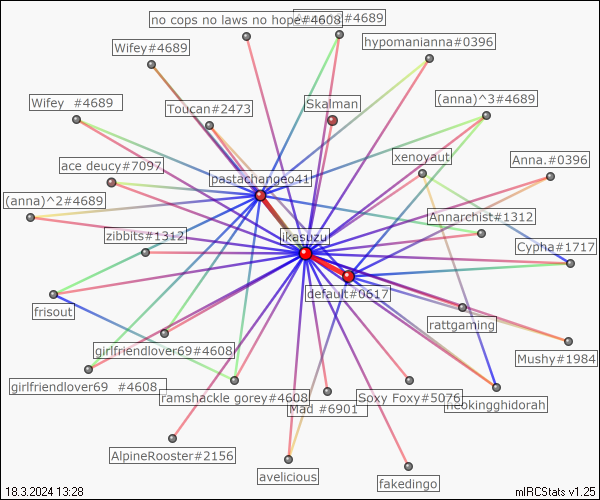 no cops no laws no hope#4608
^2#4689
Wifey#4689
hypomanianna#0396
Wifey  #4689
Toucan#2473
Skalman
(anna)^3#4689
ace deucy#7097
pastachangeo41
xenoyaut
Anna.#0396
(anna)^2#4689
zibbits#1312
ikasuzu
Annarchist#1312
Cypha#1717
frisout
default#0617
rattgaming
girlfriendlover69#4608
Mushy#1984
girlfriendlover69  #4608
ramshackle gorey#4608
Mad #6901
Soxy Foxy#5076
neokingghidorah
AlpineRooster#2156
avelicious
fakedingo
18.3.2024 13:28
mIRCStats v1.25